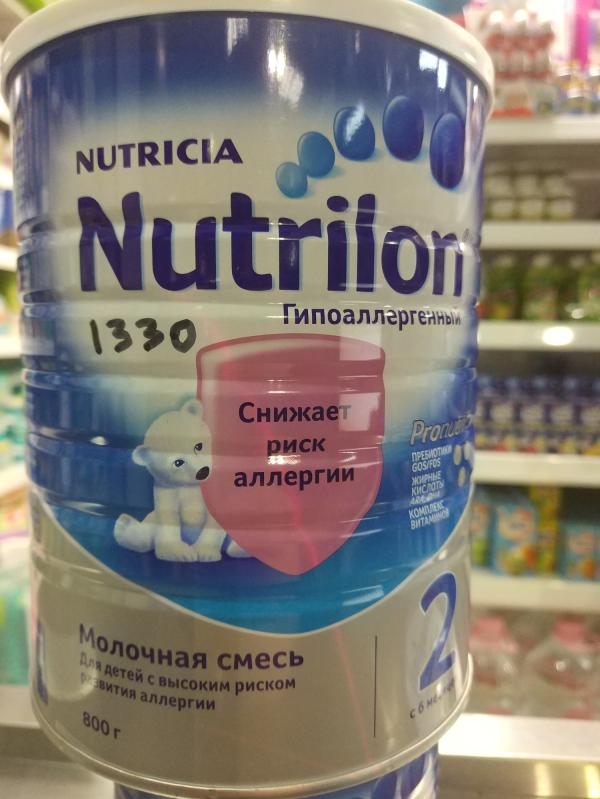 NUTRICIA
Nutrilon
Гипоаллергенный
1330
Снижает
риск
аллергии
ПРЕБИОТИКИ
GOS/FOS
ЖИРНЫЕ
КИСЛОТЫ
КОМПЛЕКС
ВИТАМИНОВ
Молочная смесь
Для детей с высоким риском
развития аллергии
800 г
2
с 6